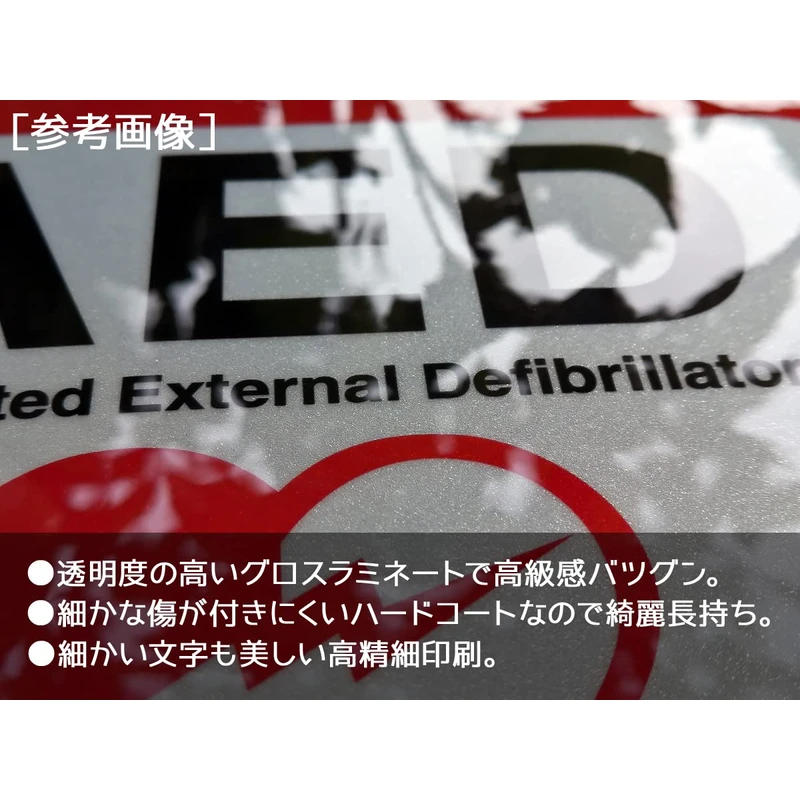 [参考画像]
AED
ted External Defibrillator
●透明度の高いグロスラミネートで高級感バツグン。
●細かな傷が付きにくいハードコートなので綺麗長持ち。
●細かい文字も美しい高精細印刷。